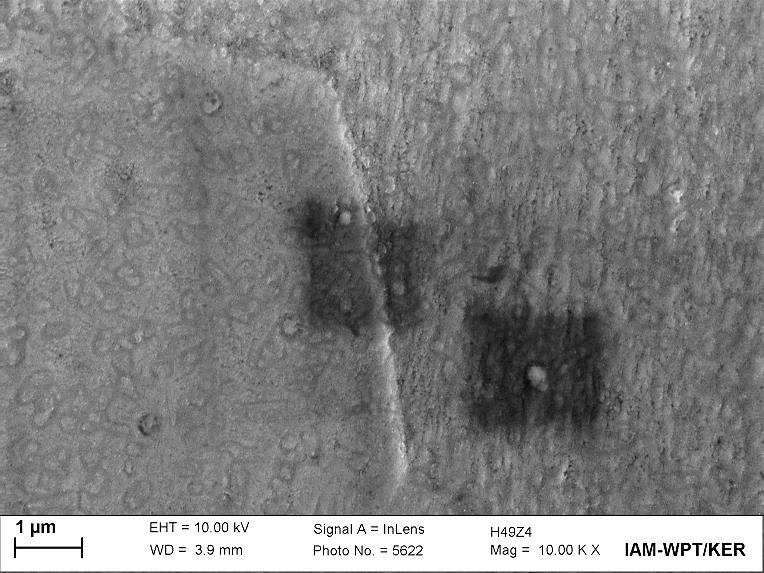 1 µm
EHT = 10.00 kV
WD = 3.9 mm
Signal A = InLens
Photo No. = 5622
H49Z4
Mag = 10.00 K X
IAM-WPT/KER